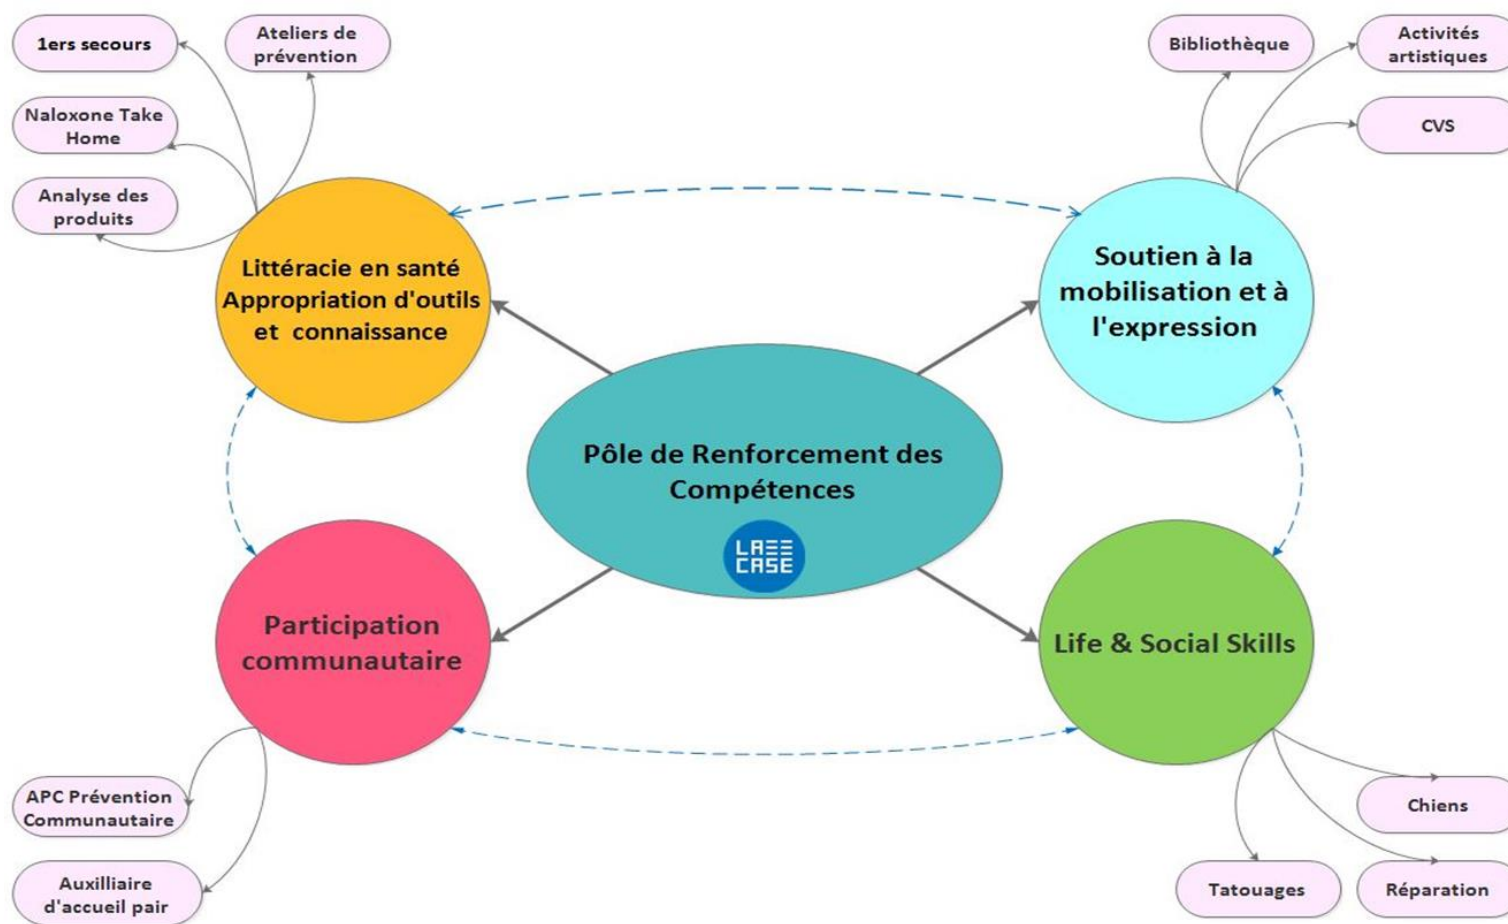 1ers secours
Ateliers de
prévention
Naloxone Take
Home
Analyse des
produits
Bibliothèque
Activités
artistiques
CVS
Littéracie en santé
Appropriation d'outils
et connaissance
Soutien à la
mobilisation et à
l'expression
Pôle de Renforcement des
Compétences
LA
CASE
Participation
communautaire
Life & Social Skills
APC Prévention
Communautaire
Auxilliaire
d'accueil pair
Chiens
Tatouages
Réparation